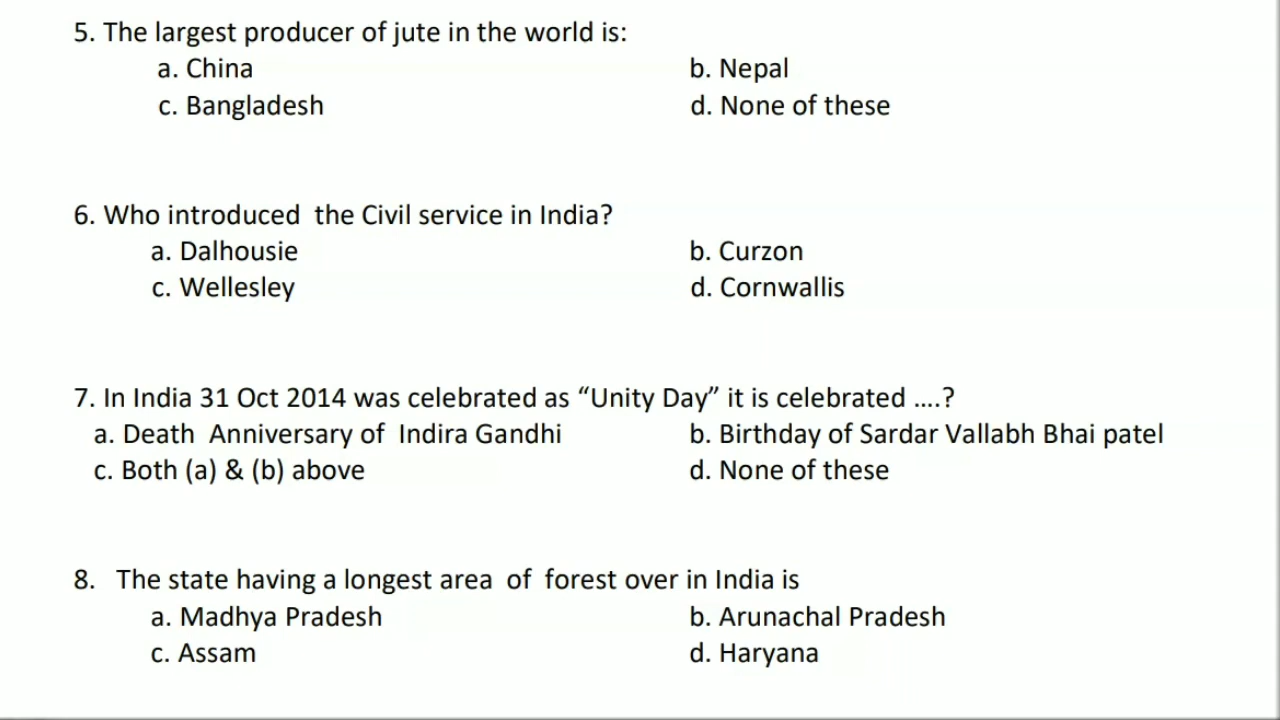 5. The largest producer of jute in the world is:
a. China b. Nepal
c. Bangladesh d. None of these
6. Who introduced the Civil service in India?
a. Dalhousie b. Curzon
c. Wellesley d. Cornwallis
7. In India 31 Oct 2014 was celebrated as “Unity Day” it is celebrated ....?
a. Death Anniversary of Indira Gandhi b. Birthday of Sardar Vallabh Bhai patel
c. Both (a) & (b) above d. None of these
8. The state having a longest area of forest over in India is
a. Madhya Pradesh b. Arunachal Pradesh
c. Assam d. Haryana